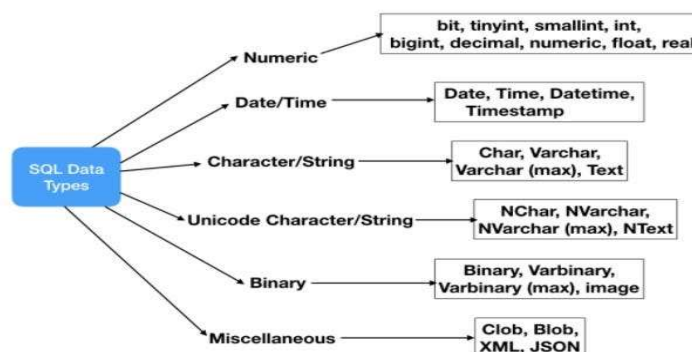 bit, tinyint, smallint, int,
bigint, decimal, numeric, float, real
Numeric
Date/Time
Date, Time, Datetime,
Timestamp
SQL Data
Types
Character/String
Char, Varchar,
Varchar (max), Text
Unicode Character/String
NChar, NVarchar,
NVarchar (max), NText
Binary
Binary, Varbinary,
Varbinary (max), image
Miscellaneous
Clob, Blob,
XML, JSON